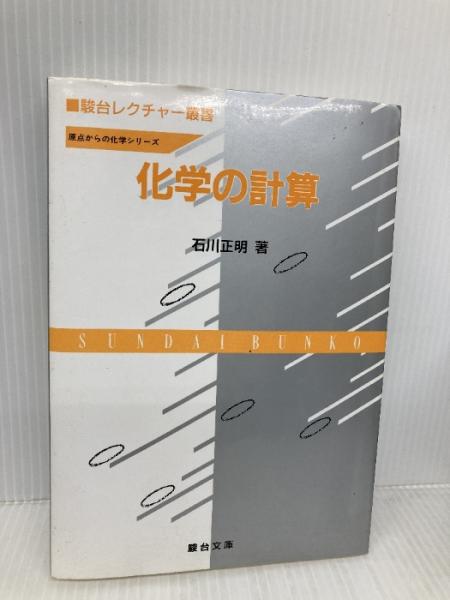 ■駿台レクチャー叢書
原点からの化学シリーズ
化学の計算
石川正明 著
SUNDAI BUNKO
駿台文庫